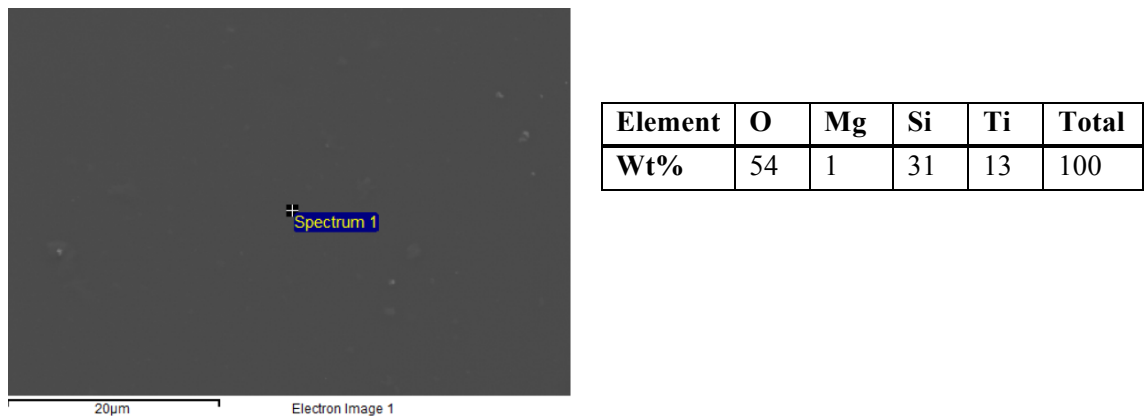 Spectrum 1
20µm
Electron Image 1
Element O Mg Si Ti Total
Wt% 54 1 31 13 100